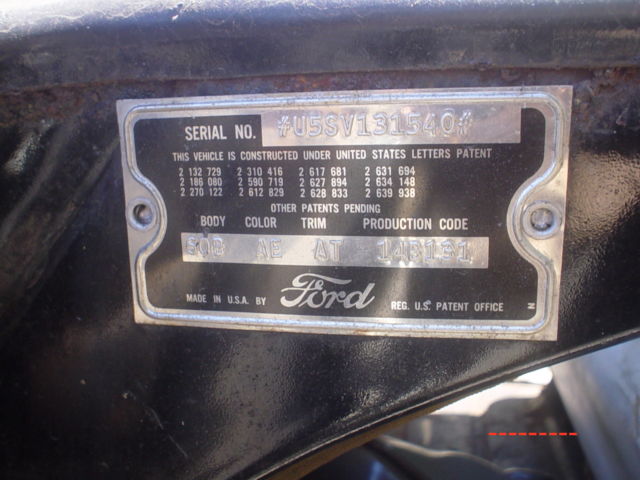 SERIAL NO. #U5SV131540#
THIS VEHICLE IS CONSTRUCTED UNDER UNITED STATES LETTERS PATENT
2 132 729 2 310 416 2 617 681 2 631 694
2 186 080 2 590 719 2 627 894 2 634 148
2 270 122 2 612 829 2 628 833 2 639 938
OTHER PATENTS PENDING
BODY COLOR TRIM PRODUCTION CODE
AE AT
MADE IN U.S.A. BY Ford REG. U.S. PATENT OFFICE N